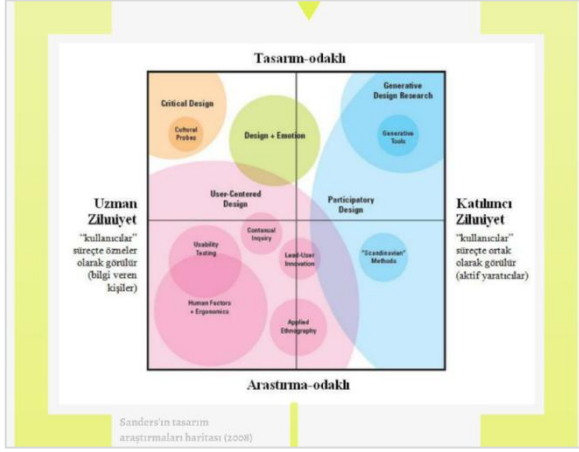 Tasarım-odaklı
Critical Design
Cultural
Probes
Design + Emotion
Generative
Design Research
Generative
Tools
Uzman
Zihniyet
"kullanıcılar"
süreçte özneler
olarak görülür
(bilgi veren
kişiler)
User-Centered
Design
Contextual
Inquiry
Usability
Testing
Lead-User
Innovation
Human Factors
+ Ergonomics
Applied
Ethnography
Participatory
Design
"Scandinavian"
Methods
Katılımcı
Zihniyet
"kullanıcılar"
süreçte ortak
olarak görülür
(aktif yaratıcılar)
Arastırma-odaklı
Sanders'ın tasarım
araştırmaları haritası (2008)